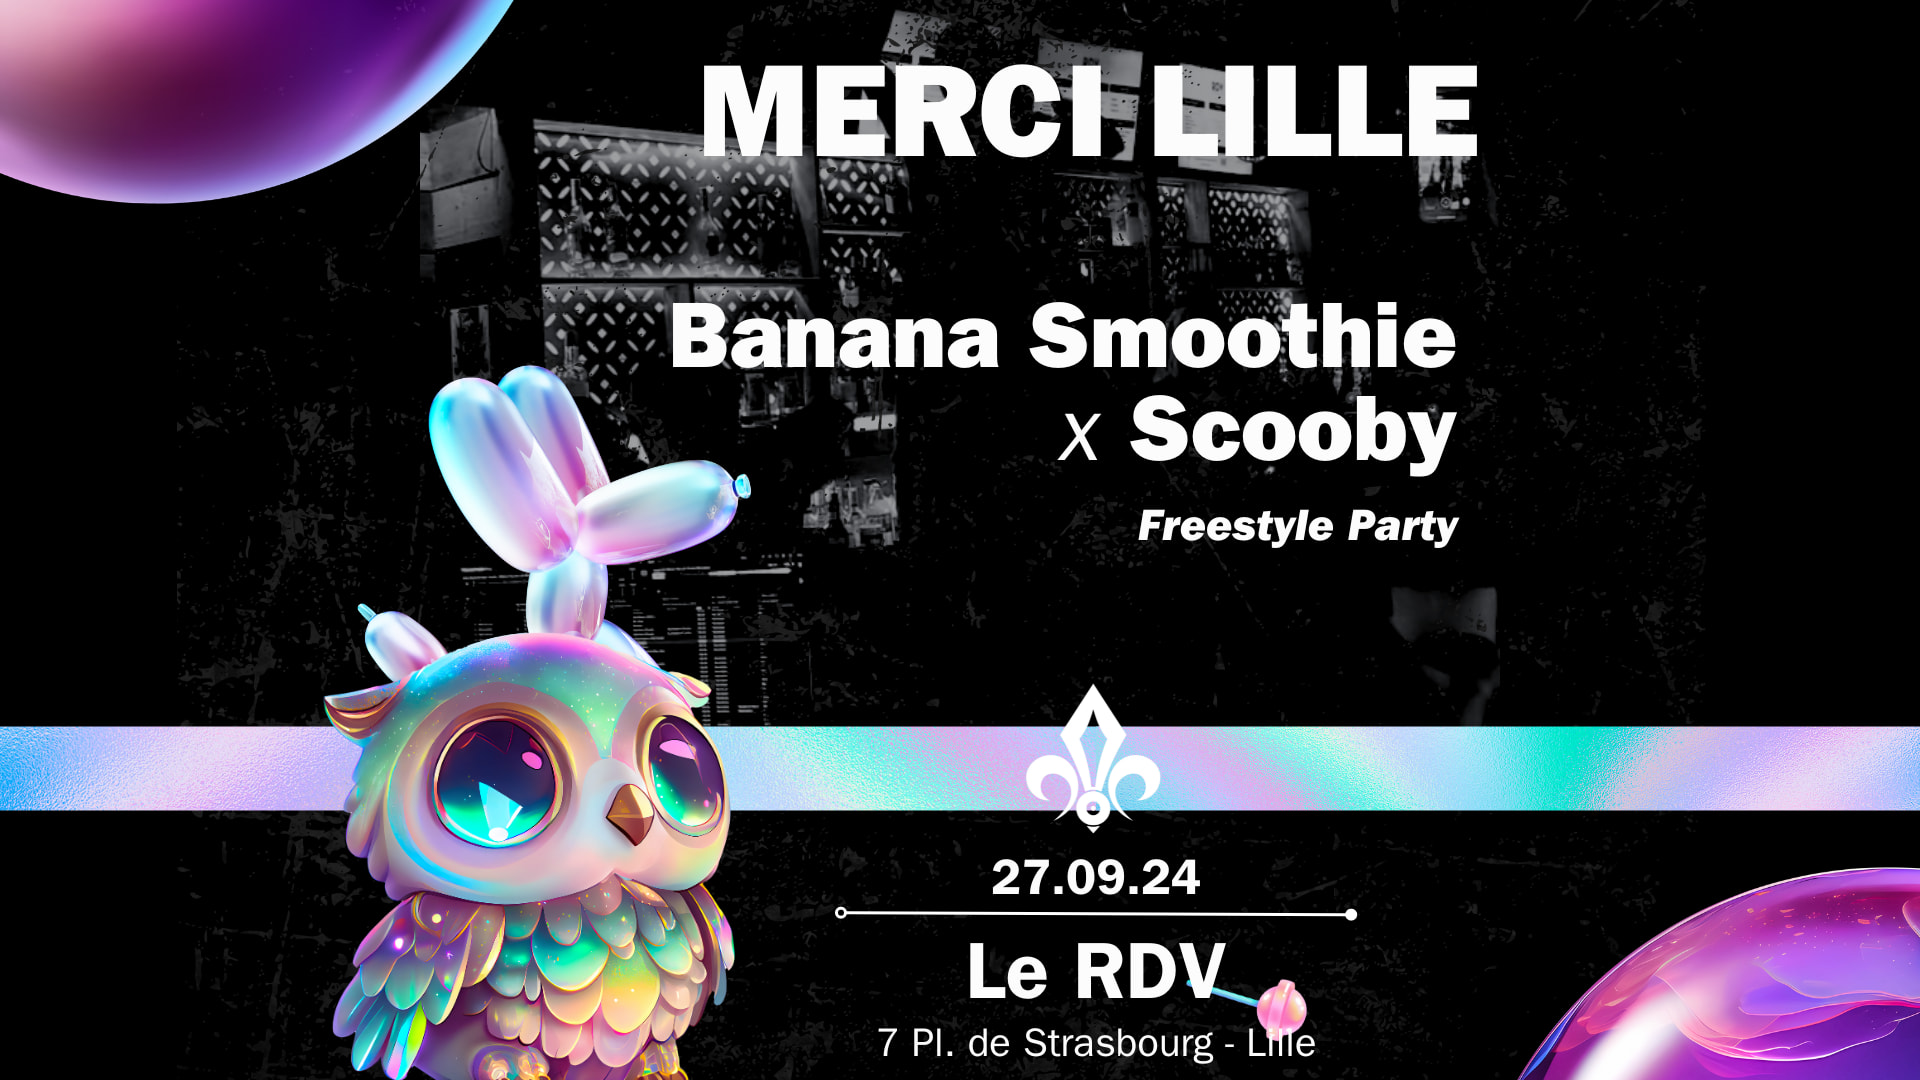 MERCI LILLE
Banana Smoothie
x Scooby
Freestyle Party
27.09.24
Le RDV
7 Pl. de Strasbourg - Lille